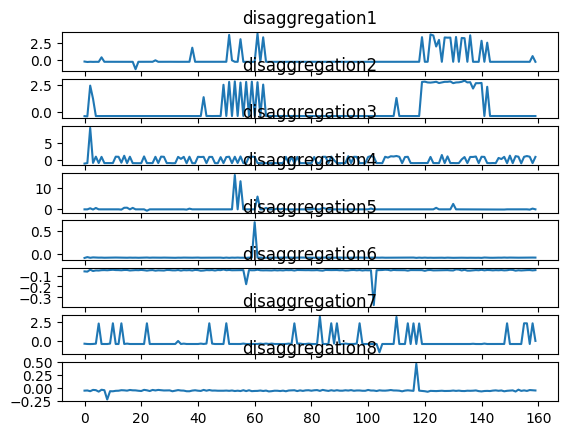 disaggregation1
2.5
0.0
disaggregation2
2.5
0.0
disaggregation3
5
0
disaggregation4
10
0
disaggregation5
0.5
0.0
disaggregation6
−0.1
−0.2
−0.3
disaggregation7
2.5
0.0
disaggregation8
0.50
0.25
0.00
−0.25
0 20 40 60 80 100 120 140 160